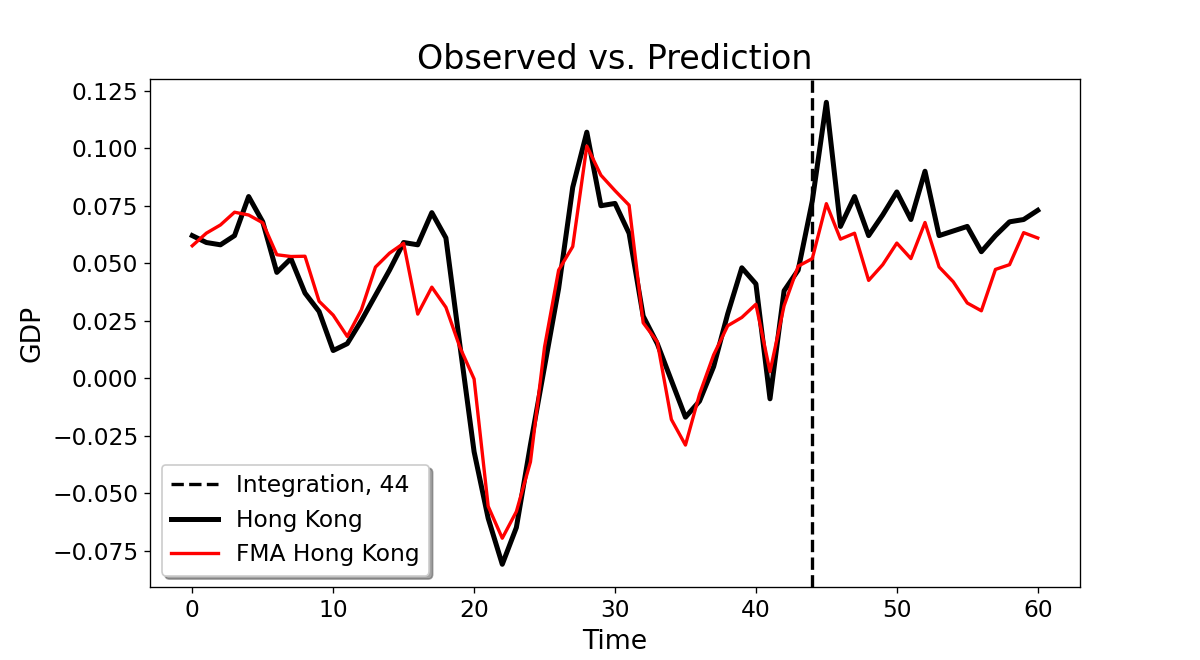 Observed vs. Prediction
GDP
0.125
0.100
0.075
0.050
0.025
0.000
−0.025
−0.050
−0.075
Integration, 44
Hong Kong
FMA Hong Kong
0 10 20 30 40 50 60
Time